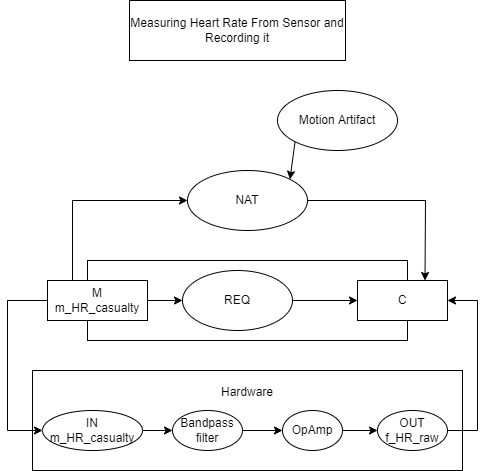 Measuring Heart Rate From Sensor and
Recording it
Motion Artifact
NAT
M
m_HR_casualty
REQ
C
Hardware
IN
m_HR_casualty
Bandpass
filter
OpAmp
OUT
f_HR_raw